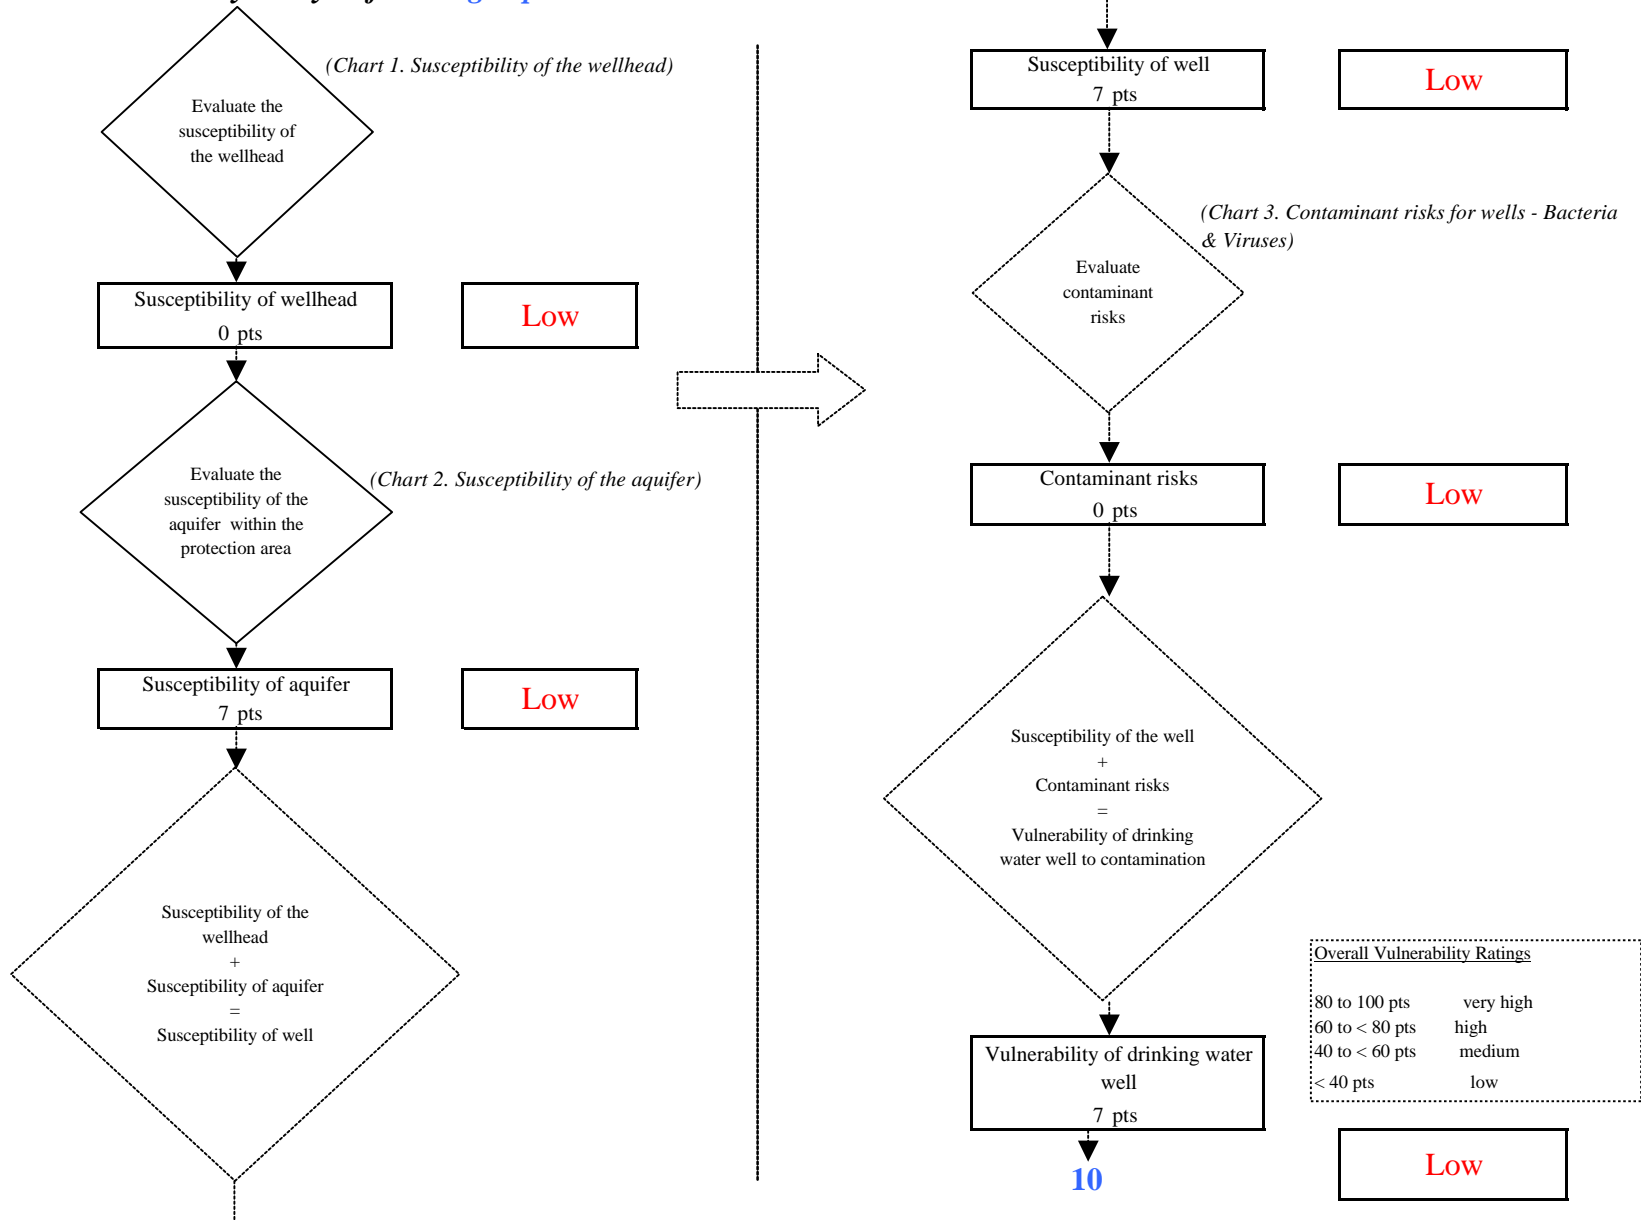 (Chart 1. Susceptibility of the wellhead)
Evaluate the
susceptibility of
the wellhead
Susceptibility of wellhead
0 pts
Low
Evaluate the
susceptibility of the
aquifer within the
protection area
(Chart 2. Susceptibility of the aquifer)
Susceptibility of aquifer
7 pts
Low
Susceptibility of the
wellhead
+
Susceptibility of aquifer
=
Susceptibility of well
Susceptibility of well
7 pts
Low
(Chart 3. Contaminant risks for wells - Bacteria
& Viruses)
Evaluate
contaminant
risks
Contaminant risks
0 pts
Low
Susceptibility of the well
+
Contaminant risks
=
Vulnerability of drinking
water well to contamination
Overall Vulnerability Ratings
80 to 100 pts very high
60 to < 80 pts high
40 to < 60 pts medium
< 40 pts low
Vulnerability of drinking water
well
7 pts
10
Low